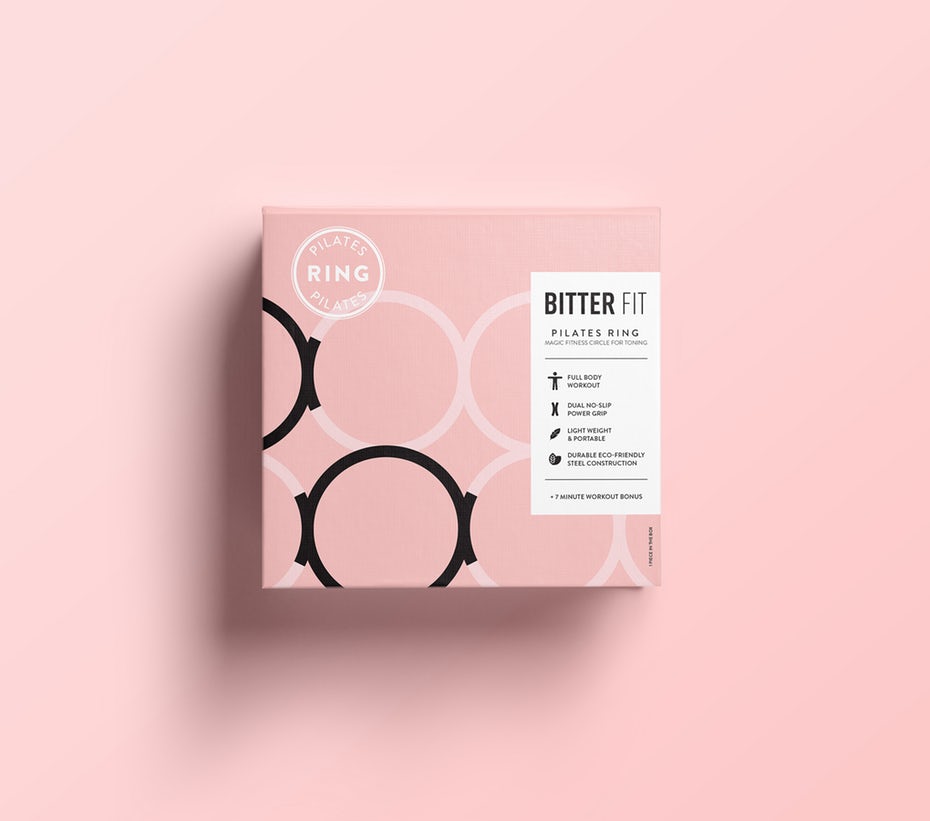 PILATES
RING
PILATES
BITTER FIT
PILATES RING
MAGIC FITNESS CIRCLE FOR TONING
FULL BODY
WORKOUT
DUAL NO-SLIP
POWER GRIP
LIGHT WEIGHT
& PORTABLE
DURABLE ECO-FRIENDLY
STEEL CONSTRUCTION
+ 7 MINUTE WORKOUT BONUS
1 PIECE IN THE BOX